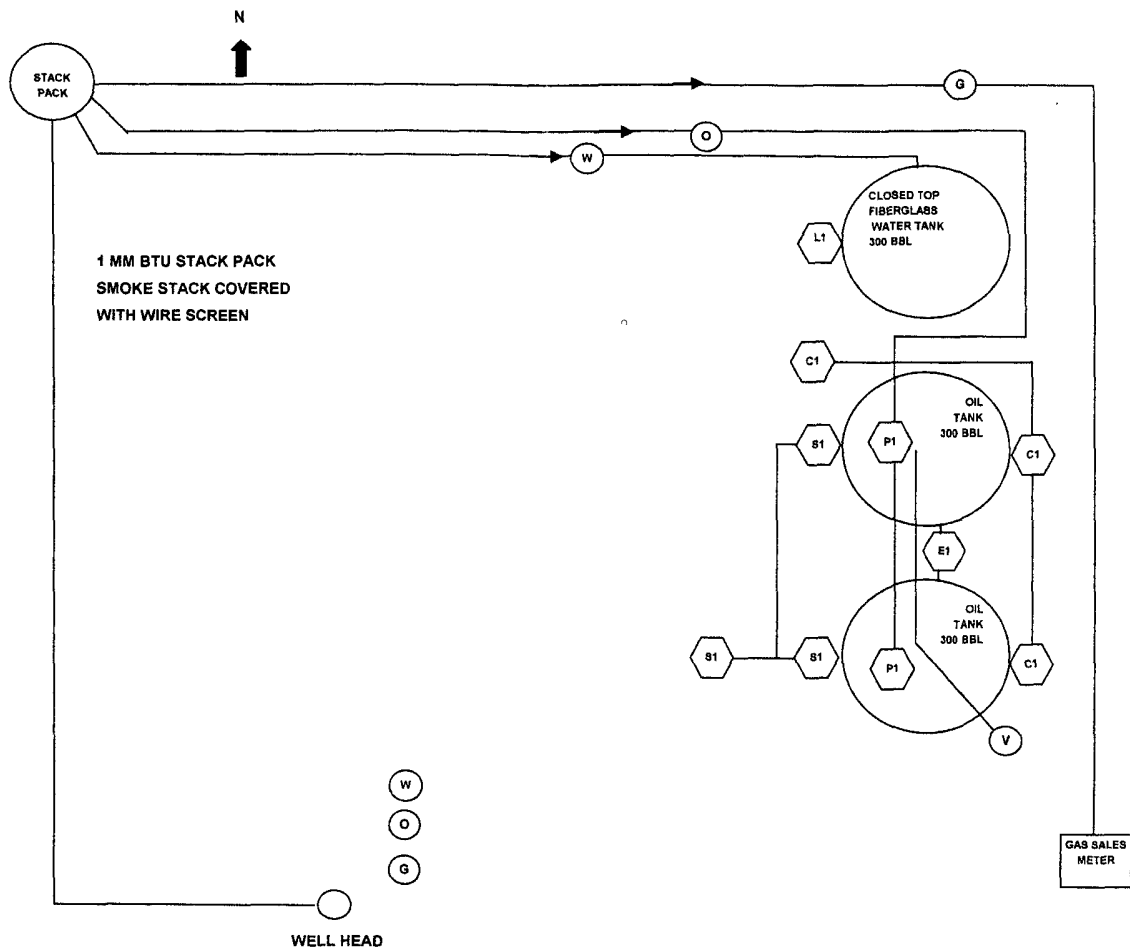 N
STACK
PACK
G
O
W
CLOSED TOP
FIBERGLASS
WATER TANK
300 BBL
L1
1 MM BTU STACK PACK
SMOKE STACK COVERED
WITH WIRE SCREEN
C1
OIL
TANK
300 BBL
S1
P1
C1
E1
OIL
TANK
300 BBL
S1
S1
P1
C1
V
W
O
G
GAS SALES
METER
WELL HEAD